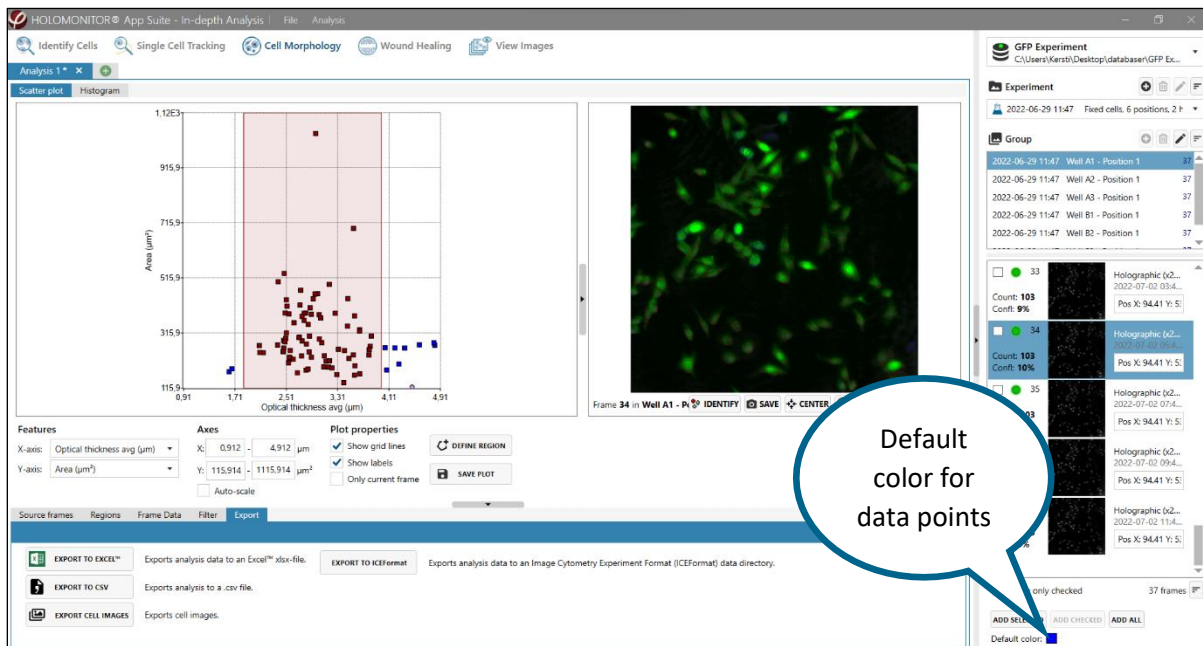 HOLOMONITOR® App Suite - In-depth Analysis File Analysis
Identify Cells Single Cell Tracking Cell Morphology Wound Healing View Images
Analysis 1 *
Scatter plot Histogram
1,12E3
915,9
715,9
515,9
315,9
115,9
Area (µm²)
0,91 1,71 2,51 3,31 4,11 4,91
Optical thickness avg (µm)
Frame 34 in Well A1 - P IDENTIFY SAVE CENTER
Features
X-axis: Optical thickness avg (µm)
Y-axis: Area (µm²)
Axes
X: 0,912 - 4,912 µm
Y: 115,914 - 1115,914 µm²
Auto-scale
Plot properties
Show grid lines
Show labels
Only current frame
DEFINE REGION
SAVE PLOT
Source frames Regions Frame Data Filter Export
EXPORT TO EXCEL™ Exports analysis data to an Excel™ xlsx-file.
EXPORT TO ICEFormat Exports analysis data to an Image Cytometry Experiment Format (ICEFormat) data directory.
EXPORT TO CSV Exports analysis to a .csv file.
EXPORT CELL IMAGES Exports cell images.
GFP Experiment
C:\Users\Kersti\Desktop\databaser\GFP Ex...
Experiment
2022-06-29 11:47 Fixed cells, 6 positions, 2 h
Group
2022-06-29 11:47 Well A1 - Position 1 37
2022-06-29 11:47 Well A2 - Position 1 37
2022-06-29 11:47 Well A3 - Position 1 37
2022-06-29 11:47 Well B1 - Position 1 37
2022-06-29 11:47 Well B2 - Position 1 37
33
Count: 103
Confl: 9%
Holographic (x2...
2022-07-02 03:4...
Pos X: 94.41 Y: 5
34
Count: 103
Confl: 10%
Holographic (x2...
2022-07-02 05:4...
Pos X: 94.41 Y: 5
35
Holographic (x2...
2022-07-02 07:4...
Pos X: 94.41 Y: 5
Holographic (x2...
2022-07-02 09:4...
Pos X: 94.41 Y: 5
Holographic (x2...
2022-07-02 11:4...
Pos X: 94.41 Y: 5
only checked 37 frames
ADD SELECTED ADD CHECKED ADD ALL
Default color:
Default
color for
data points